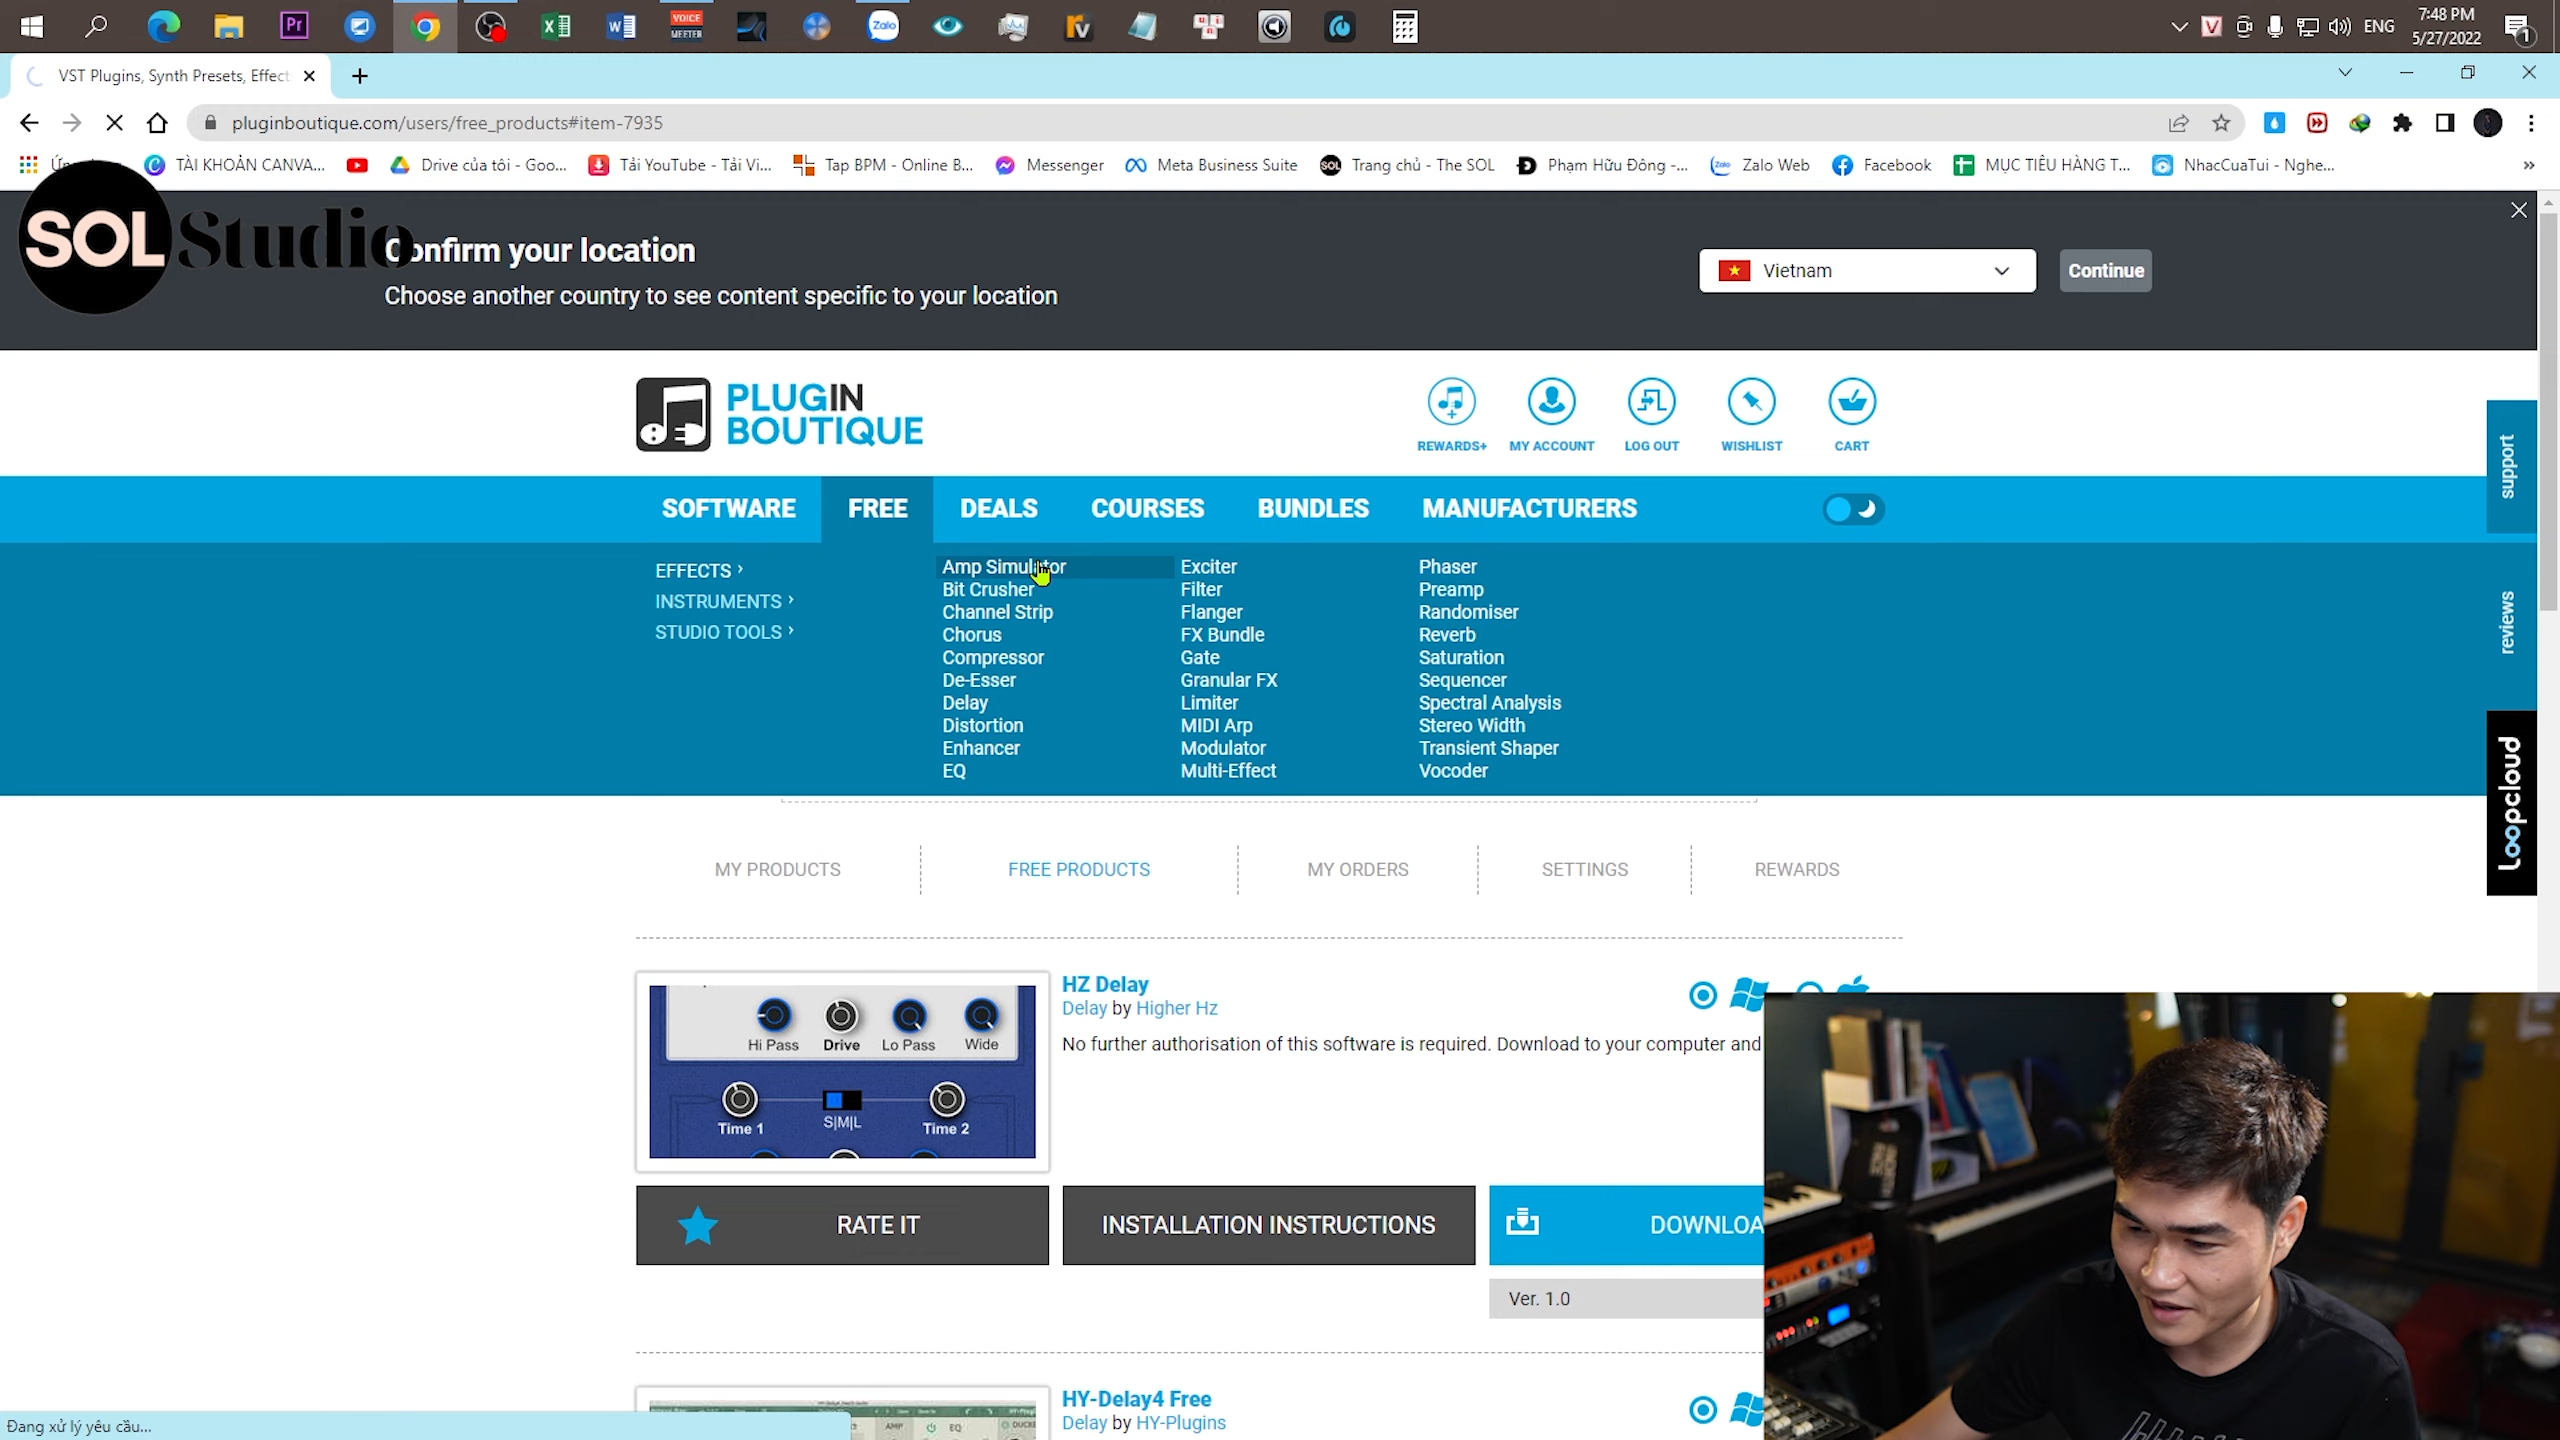 VOICE MEETER
Zalo
ENG
7:48 PM
5/27/2022
1
VST Plugins, Synth Presets, Effect
pluginboutique.com/users/free_products#item-7935
TÀI KHOẢN CANVA...
Drive của tôi - Goo...
Tải YouTube - Tải Vi...
Tap BPM - Online B...
Messenger
Meta Business Suite
Trang chủ - The SOL
Phạm Hữu Đông -...
Zalo Web
Facebook
MỤC TIÊU HÀNG T...
NhacCuaTui - Nghe...
SOL Studio
Confirm your location
Choose another country to see content specific to your location
Vietnam
Continue
PLUGIN
BOUTIQUE
REWARDS+
MY ACCOUNT
LOG OUT
WISHLIST
CART
SOFTWARE
FREE
DEALS
COURSES
BUNDLES
MANUFACTURERS
support
reviews
Loopcloud
EFFECTS
INSTRUMENTS
STUDIO TOOLS
Amp Simulator
Bit Crusher
Channel Strip
Chorus
Compressor
De-Esser
Delay
Distortion
Enhancer
EQ
Exciter
Filter
Flanger
FX Bundle
Gate
Granular FX
Limiter
MIDI Arp
Modulator
Multi-Effect
Phaser
Preamp
Randomiser
Reverb
Saturation
Sequencer
Spectral Analysis
Stereo Width
Transient Shaper
Vocoder
MY PRODUCTS
FREE PRODUCTS
MY ORDERS
SETTINGS
REWARDS
Hi Pass
Drive
Lo Pass
Wide
Time 1
S|M|L
Time 2
HZ Delay
Delay by Higher Hz
No further authorisation of this software is required. Download to your computer and
RATE IT
INSTALLATION INSTRUCTIONS
DOWNLOA
Ver. 1.0
HY-Delay4 Free
Delay by HY-Plugins
AMP
EQ
Đang xử lý yêu cầu...